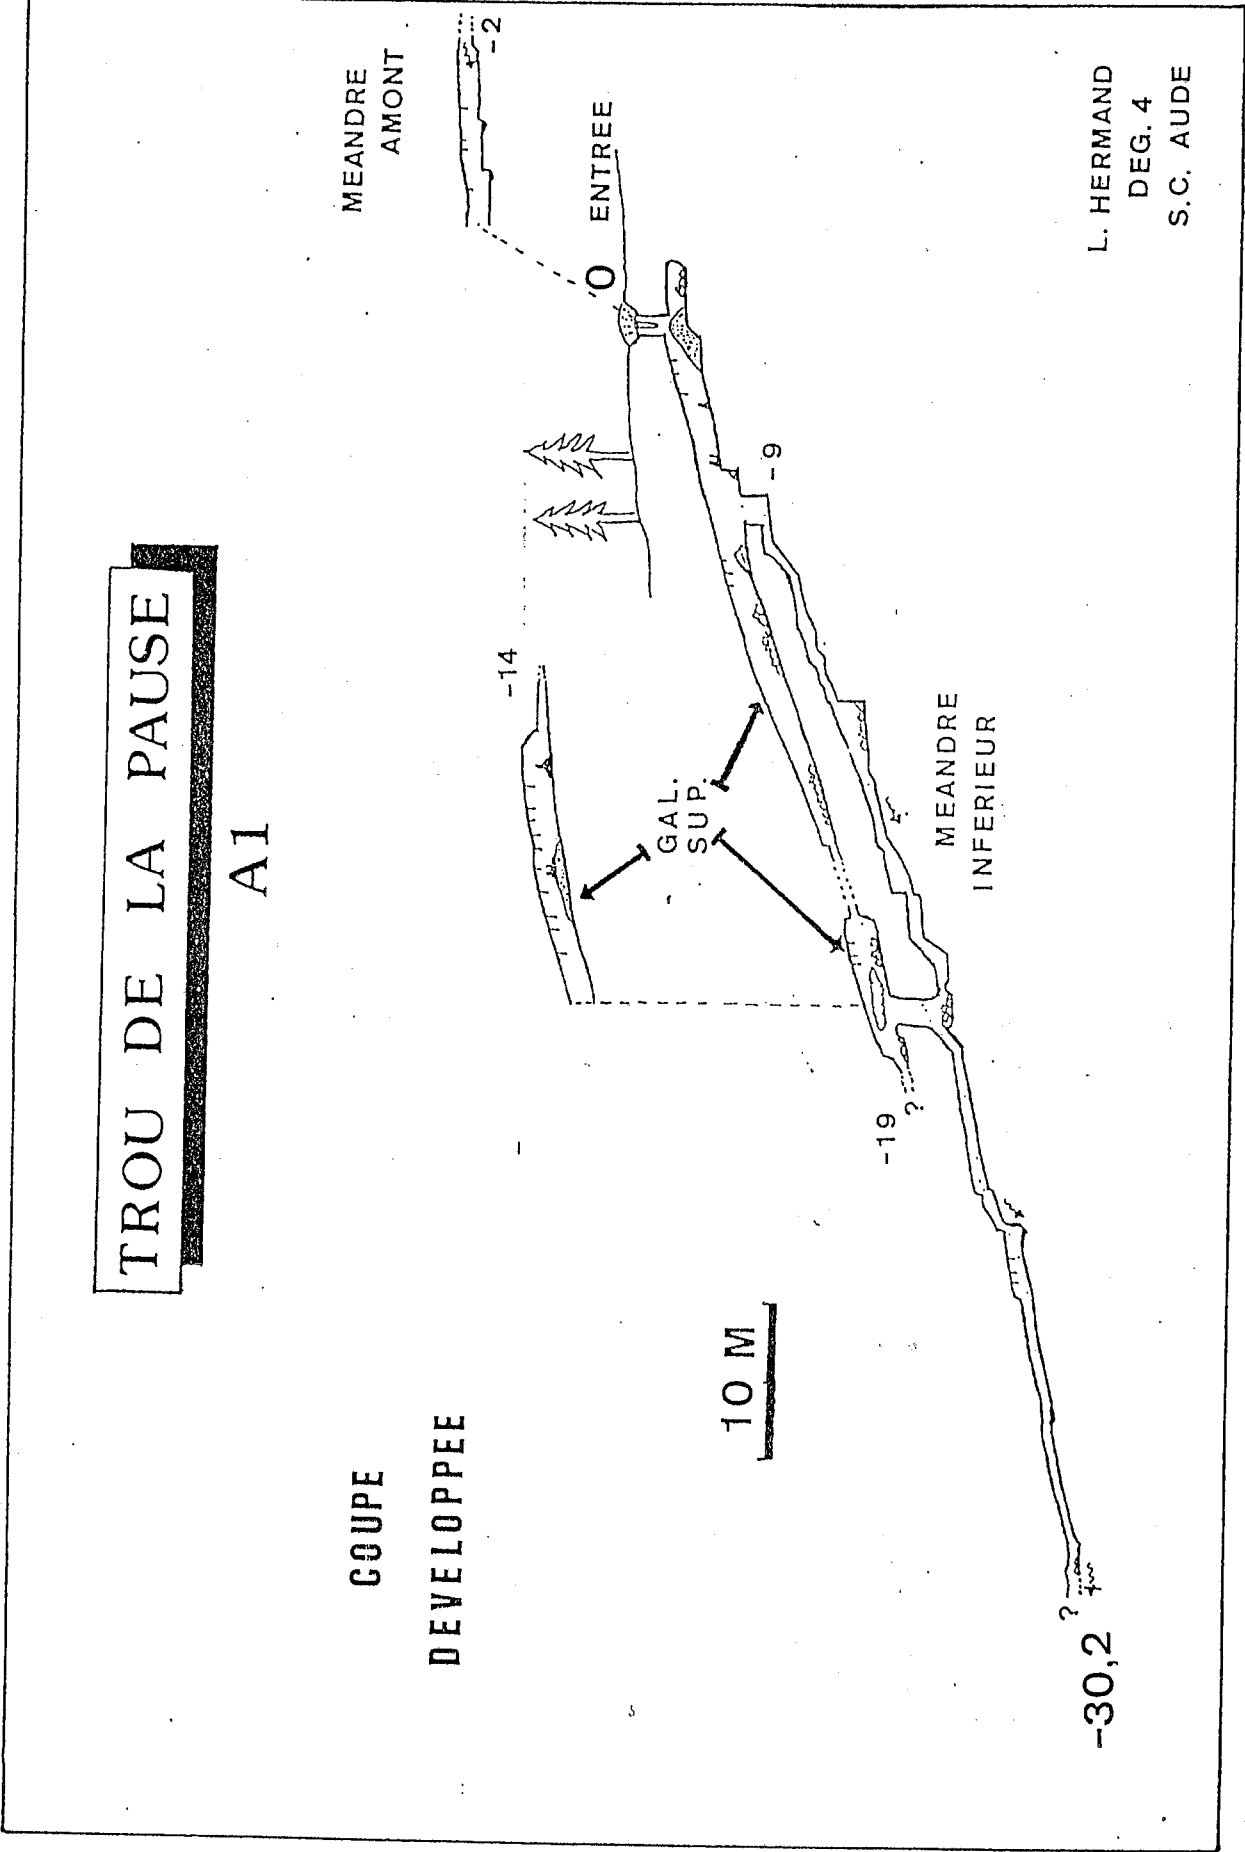 TROU DE LA PAUSE
A1
COUPE
DEVELOPPEE
MEANDRE
AMONT
-2
ENTREE
0
-14
-9
GAL.
SUP.
10 M
-19
?
MEANDRE
INFERIEUR
?
-30,2
L. HERMAND
DEG. 4
S.C. AUDE